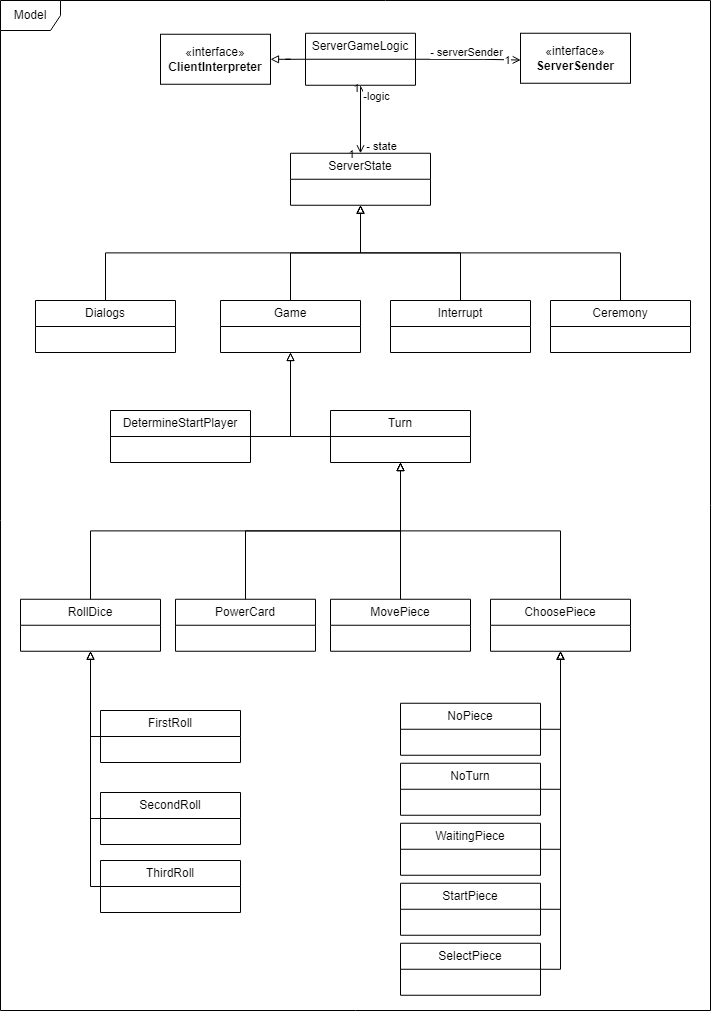 Model
«interface»
ClientInterpreter
ServerGameLogic
- serverSender
1
«interface»
ServerSender
1
-logic
- state
1
ServerState
Dialogs
Game
Interrupt
Ceremony
DetermineStartPlayer
Turn
RollDice
PowerCard
MovePiece
ChoosePiece
FirstRoll
SecondRoll
ThirdRoll
NoPiece
NoTurn
WaitingPiece
StartPiece
SelectPiece